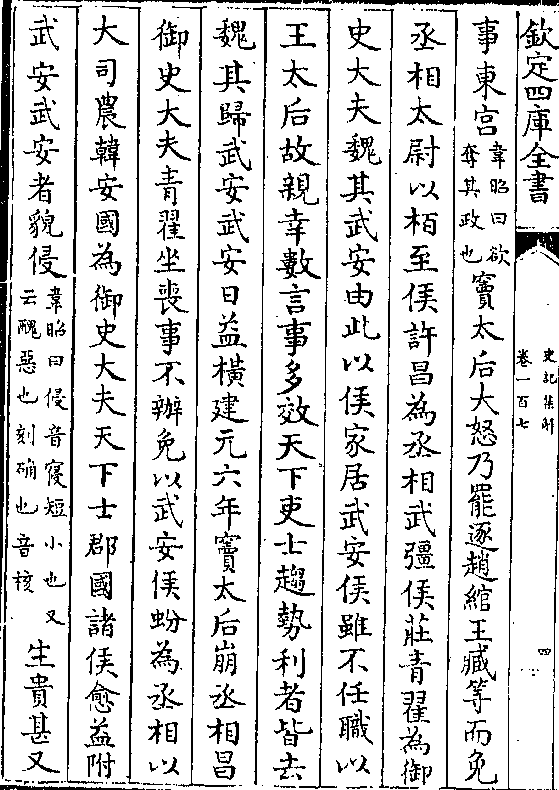 欽定四庫全書
史記集解
卷一百七
四
事東宮韋昭曰欲奪其政也竇太后大怒乃罷逐趙綰王臧等而免
丞相太尉以栢至侯許昌為丞相武彊侯莊青翟為御
史大夫魏其武安由此以侯家居武安侯雖不任職以
王太后故親幸數言事多效天下吏士趨勢利者皆去
魏其歸武安武安日益橫建元六年竇太后崩丞相昌
御史大夫青翟坐喪事不辦免以武安侯蚡為丞相以
大司農韓安國為御史大夫天下士郡國諸侯愈益附
武安武安者貌侵韋昭曰侵音寢短小也又云醜惡也刻确也音核生貴甚又